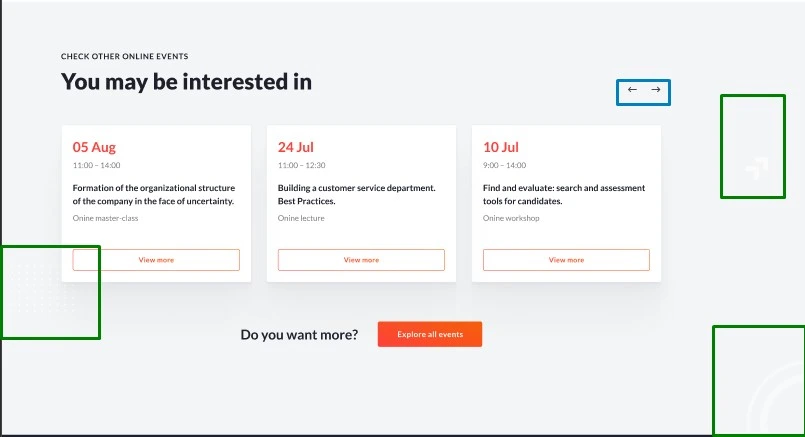 CHECK OTHER ONLINE EVENTS
You may be interested in
← →
05 Aug
11:00 – 14:00
Formation of the organizational structure
of the company in the face of uncertainty.
Onine master-class
View more
24 Jul
11:00 – 12:30
Building a customer service department.
Best Practices.
Onine lecture
View more
10 Jul
9:00 – 14:00
Find and evaluate: search and assessment
tools for candidates.
Onine workshop
View more
Do you want more?
Explore all events